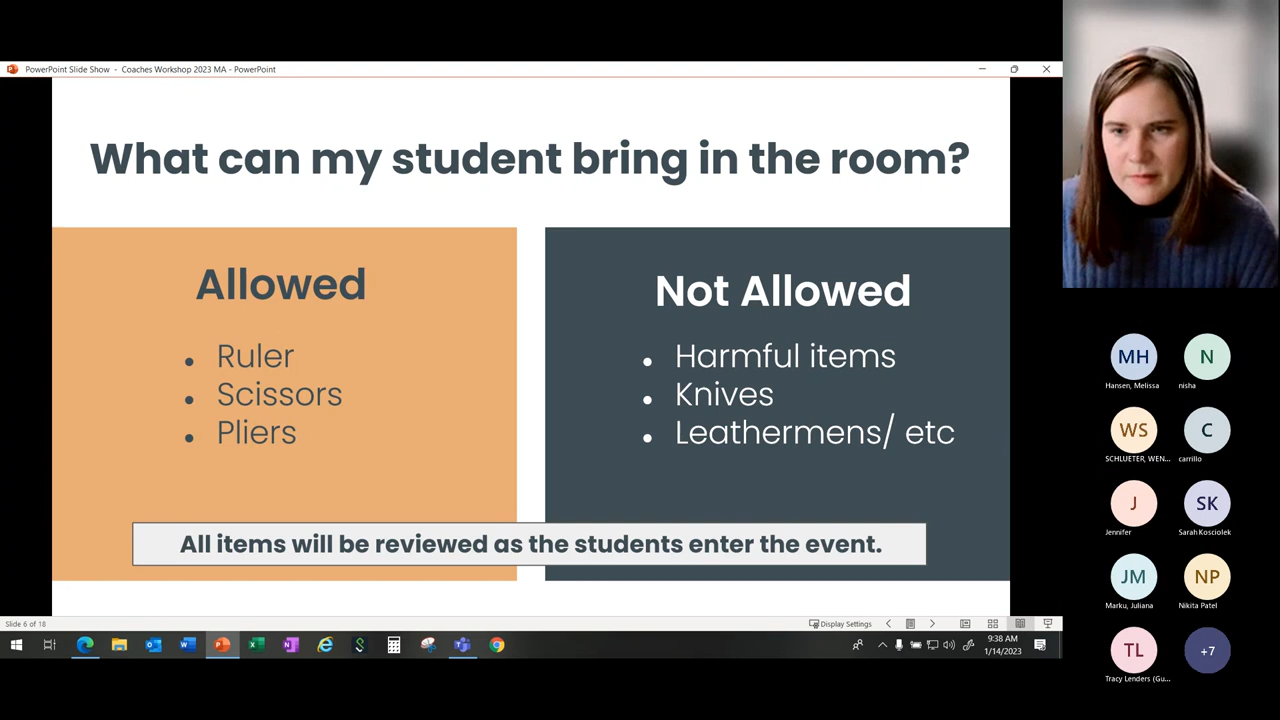 PowerPoint Slide Show - Coaches Workshop 2023 MA - PowerPoint
What can my student bring in the room?
Allowed
Ruler
Scissors
Pliers
Not Allowed
Harmful items
Knives
Leathermens/ etc
All items will be reviewed as the students enter the event.
Slide 6 of 18
Display Settings
9:38 AM
1/14/2023
MH
Hansen, Melissa
N
nisha
WS
SCHLUETER, WEN...
C
carrillo
J
Jennifer
SK
Sarah Kosciolek
JM
Marku, Juliana
NP
Nikita Patel
TL
Tracy Lenders (Gu...
+7